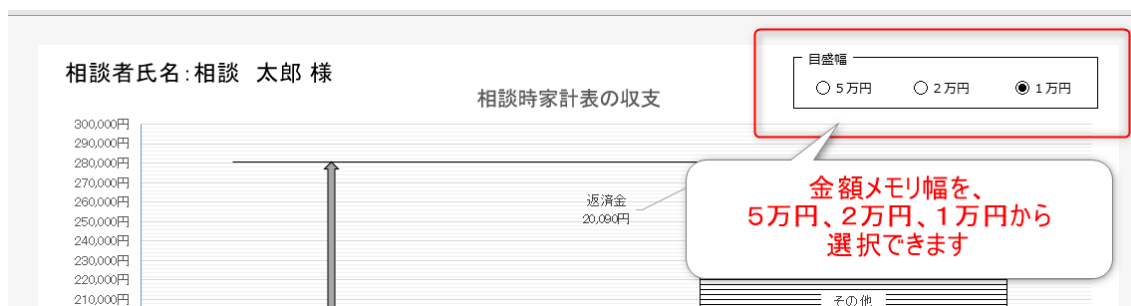 目盛幅
相談者氏名:相談　太郎 様
5万円　2万円　1万円
相談時家計表の収支
300,000円
290,000円
280,000円
270,000円
260,000円
250,000円
240,000円
230,000円
220,000円
210,000円
返済金
20,090円
金額メモリ幅を、
５万円、２万円、１万円から
選択できます
その他